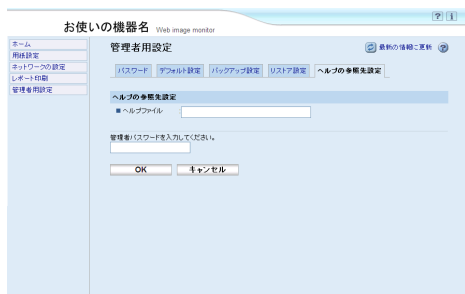 お使いの機器名 Web image monitor
ホーム
用紙設定
ネットワークの設定
レポート印刷
管理者用設定
管理者用設定
最新の情報に更新
パスワード デフォルト設定 バックアップ設定 リストア設定 ヘルプの参照先設定
ヘルプの参照先設定
■ ヘルプファイル
管理者パスワードを入力してください。
OK キャンセル